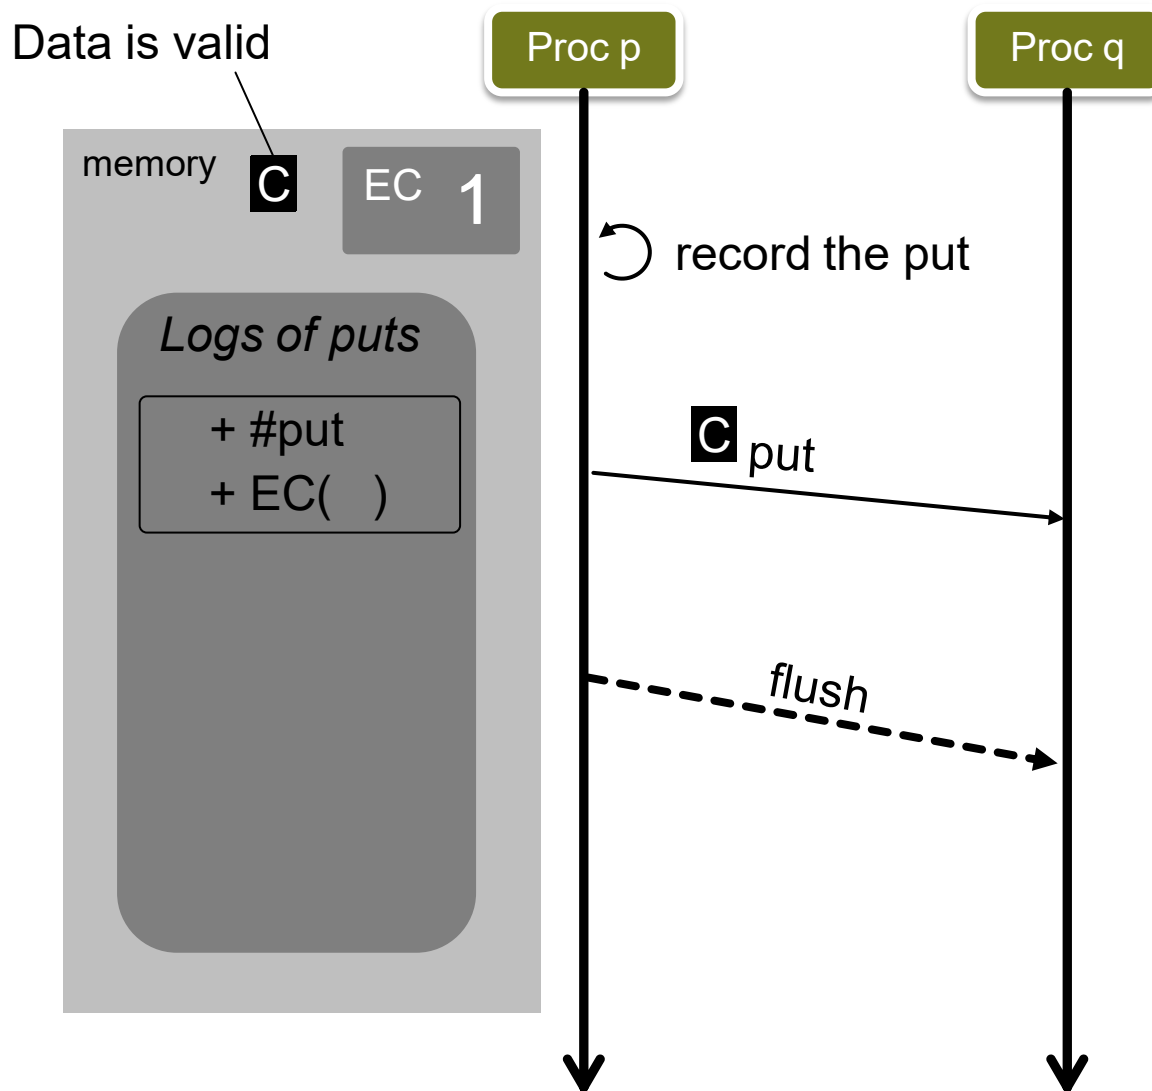 Data is valid
Proc p
Proc q
memory
C
EC 1
record the put
Logs of puts
+ #put
+ EC( )
C put
flush